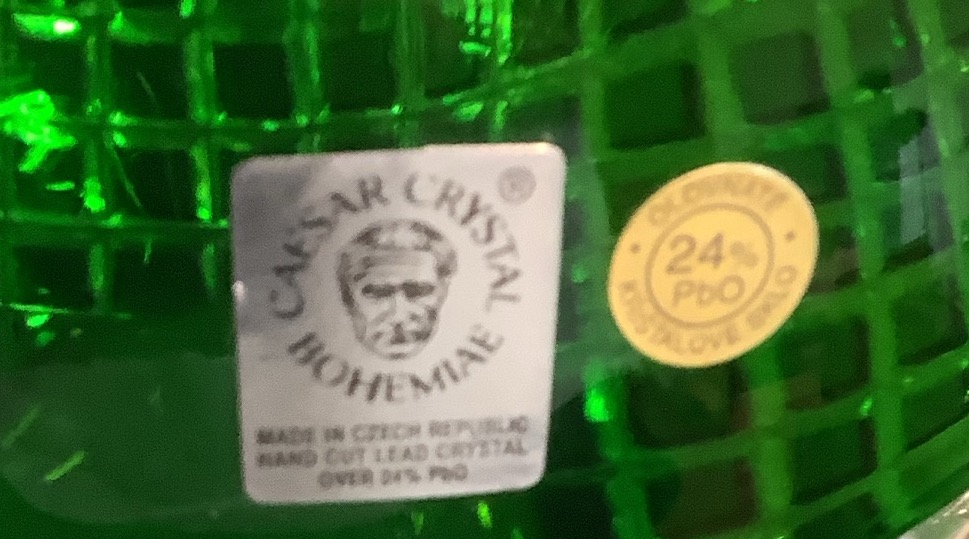 CAESAR CRYSTAL ®
BOHEMIAE
MADE IN CZECH REPUBLIC
HAND CUT LEAD CRYSTAL
OVER 24% PbO
OLOVNATÉ
24%
PbO
KŘIŠŤÁLOVÉ SKLO